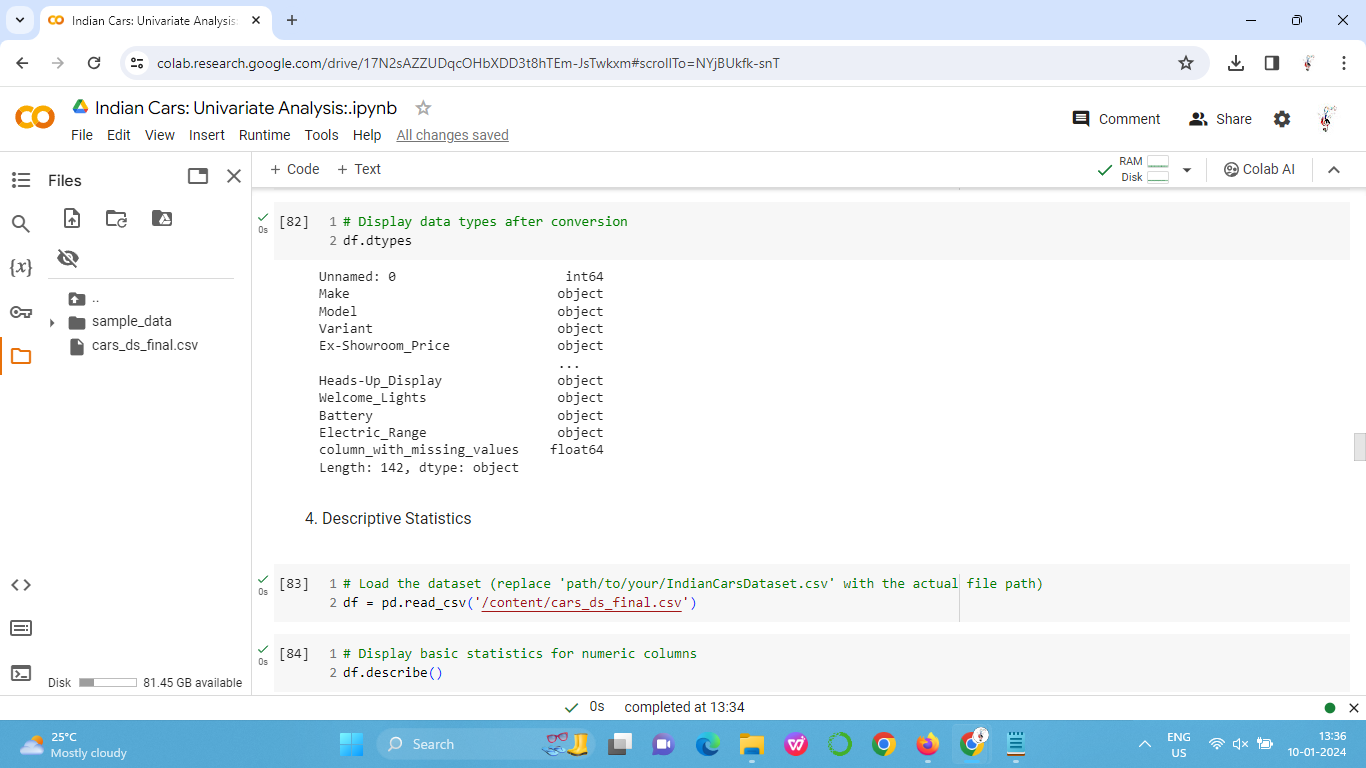 Indian Cars: Univariate Analysis
colab.research.google.com/drive/17N2sAZZUDqcOHbXDD3t8hTEm-JsTwkxm#scrollTo=NYjBUkfk-snT
Indian Cars: Univariate Analysis:.ipynb
File Edit View Insert Runtime Tools Help All changes saved
Comment Share
Files
+ Code + Text
RAM
Disk
Colab AI
..
sample_data
cars_ds_final.csv
Disk 81.45 GB available
[82] 1 # Display data types after conversion
0s 2 df.dtypes
Unnamed: 0 int64
Make object
Model object
Variant object
Ex-Showroom_Price object
...
Heads-Up_Display object
Welcome_Lights object
Battery object
Electric_Range object
column_with_missing_values float64
Length: 142, dtype: object
4. Descriptive Statistics
[83] 1 # Load the dataset (replace 'path/to/your/IndianCarsDataset.csv' with the actual file path)
0s 2 df = pd.read_csv('/content/cars_ds_final.csv')
[84] 1 # Display basic statistics for numeric columns
0s 2 df.describe()
0s completed at 13:34
25°C
Mostly cloudy
Search
ENG
US
13:36
10-01-2024